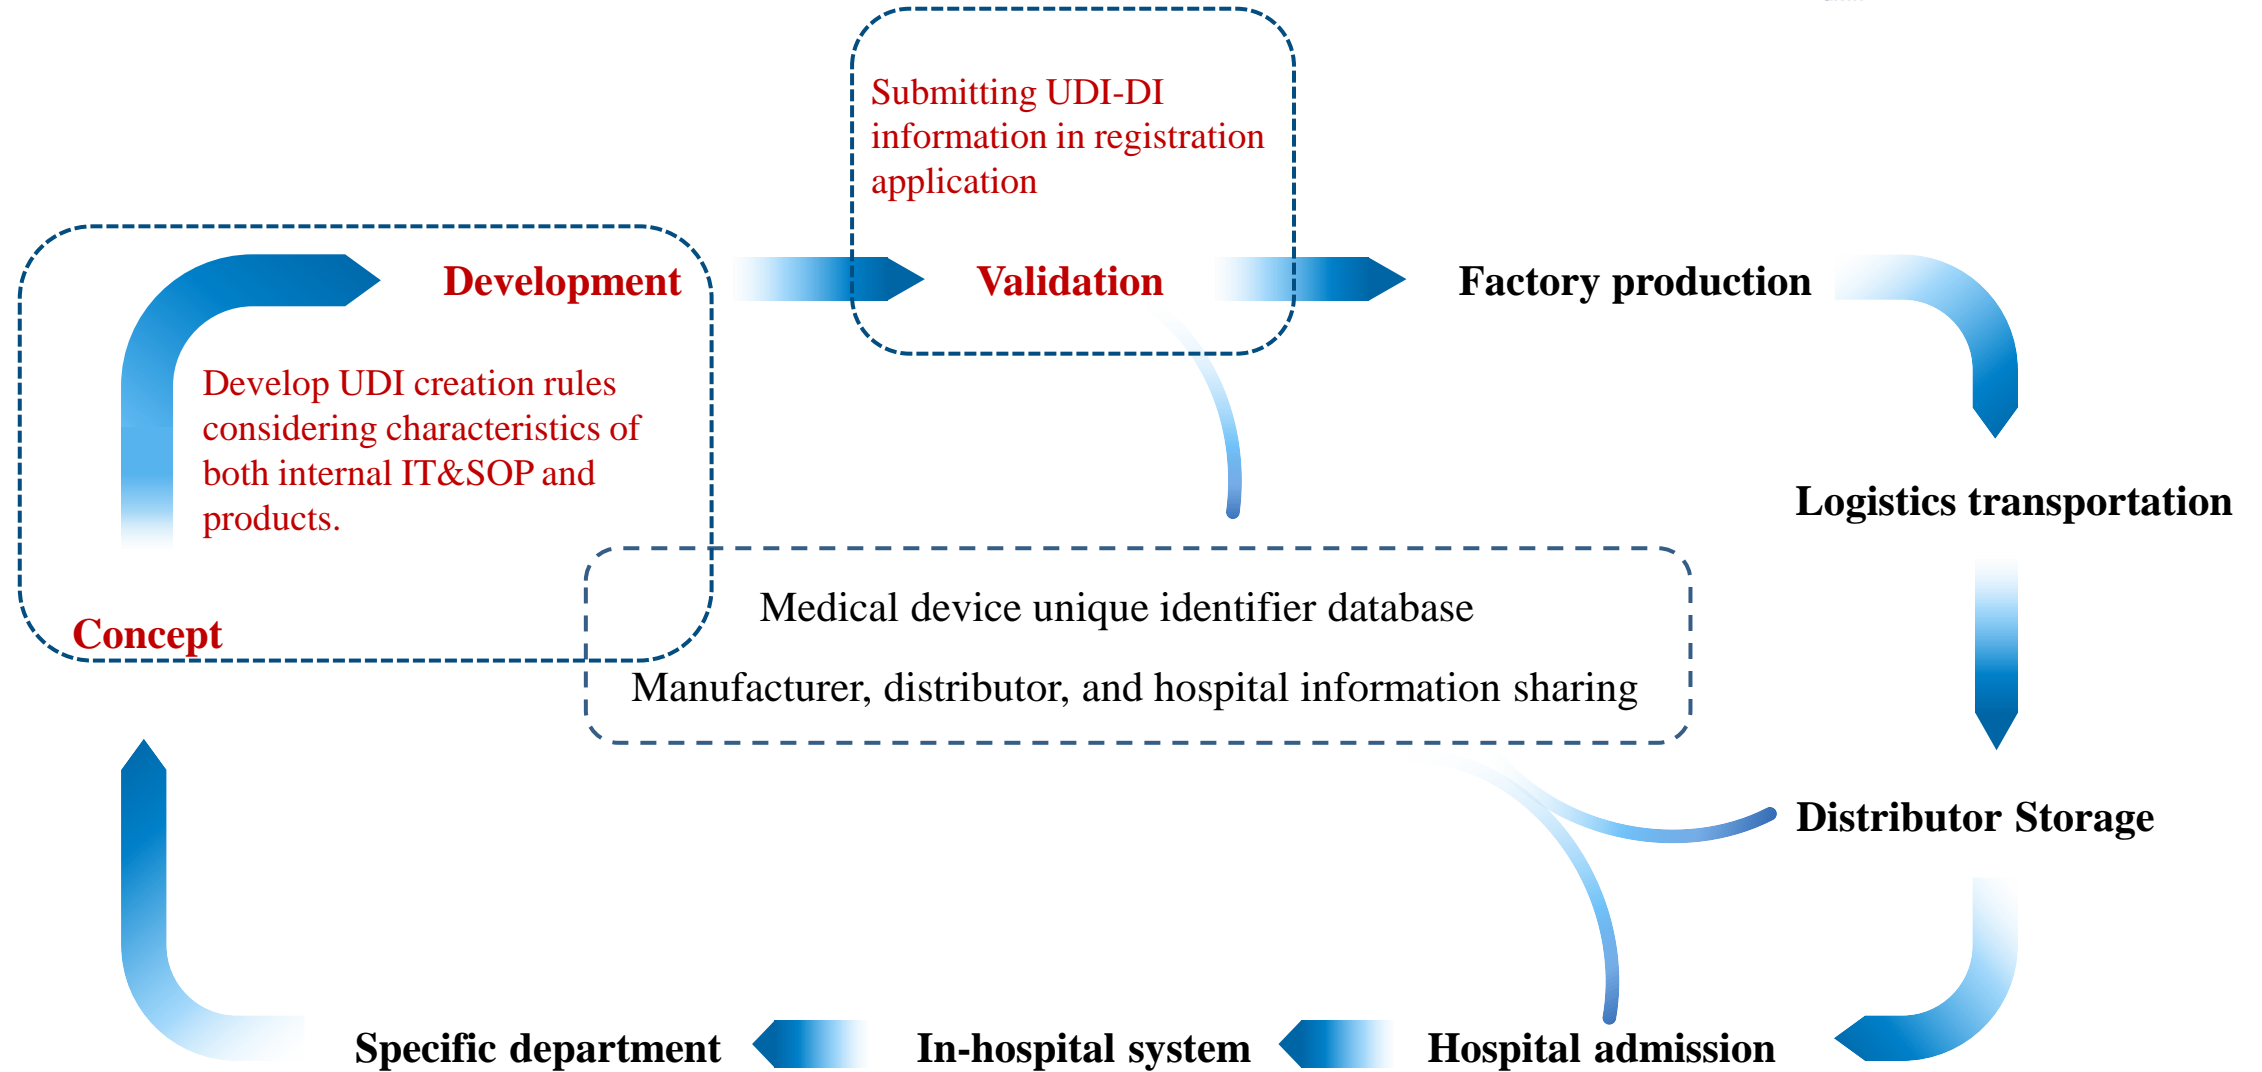 Submitting UDI-DI
information in registration
application
Development
Validation
Factory production
Develop UDI creation rules
considering characteristics of
both internal IT&SOP and
products.
Logistics transportation
Concept
Medical device unique identifier database
Manufacturer, distributor, and hospital information sharing
Distributor Storage
Specific department
In-hospital system
Hospital admission